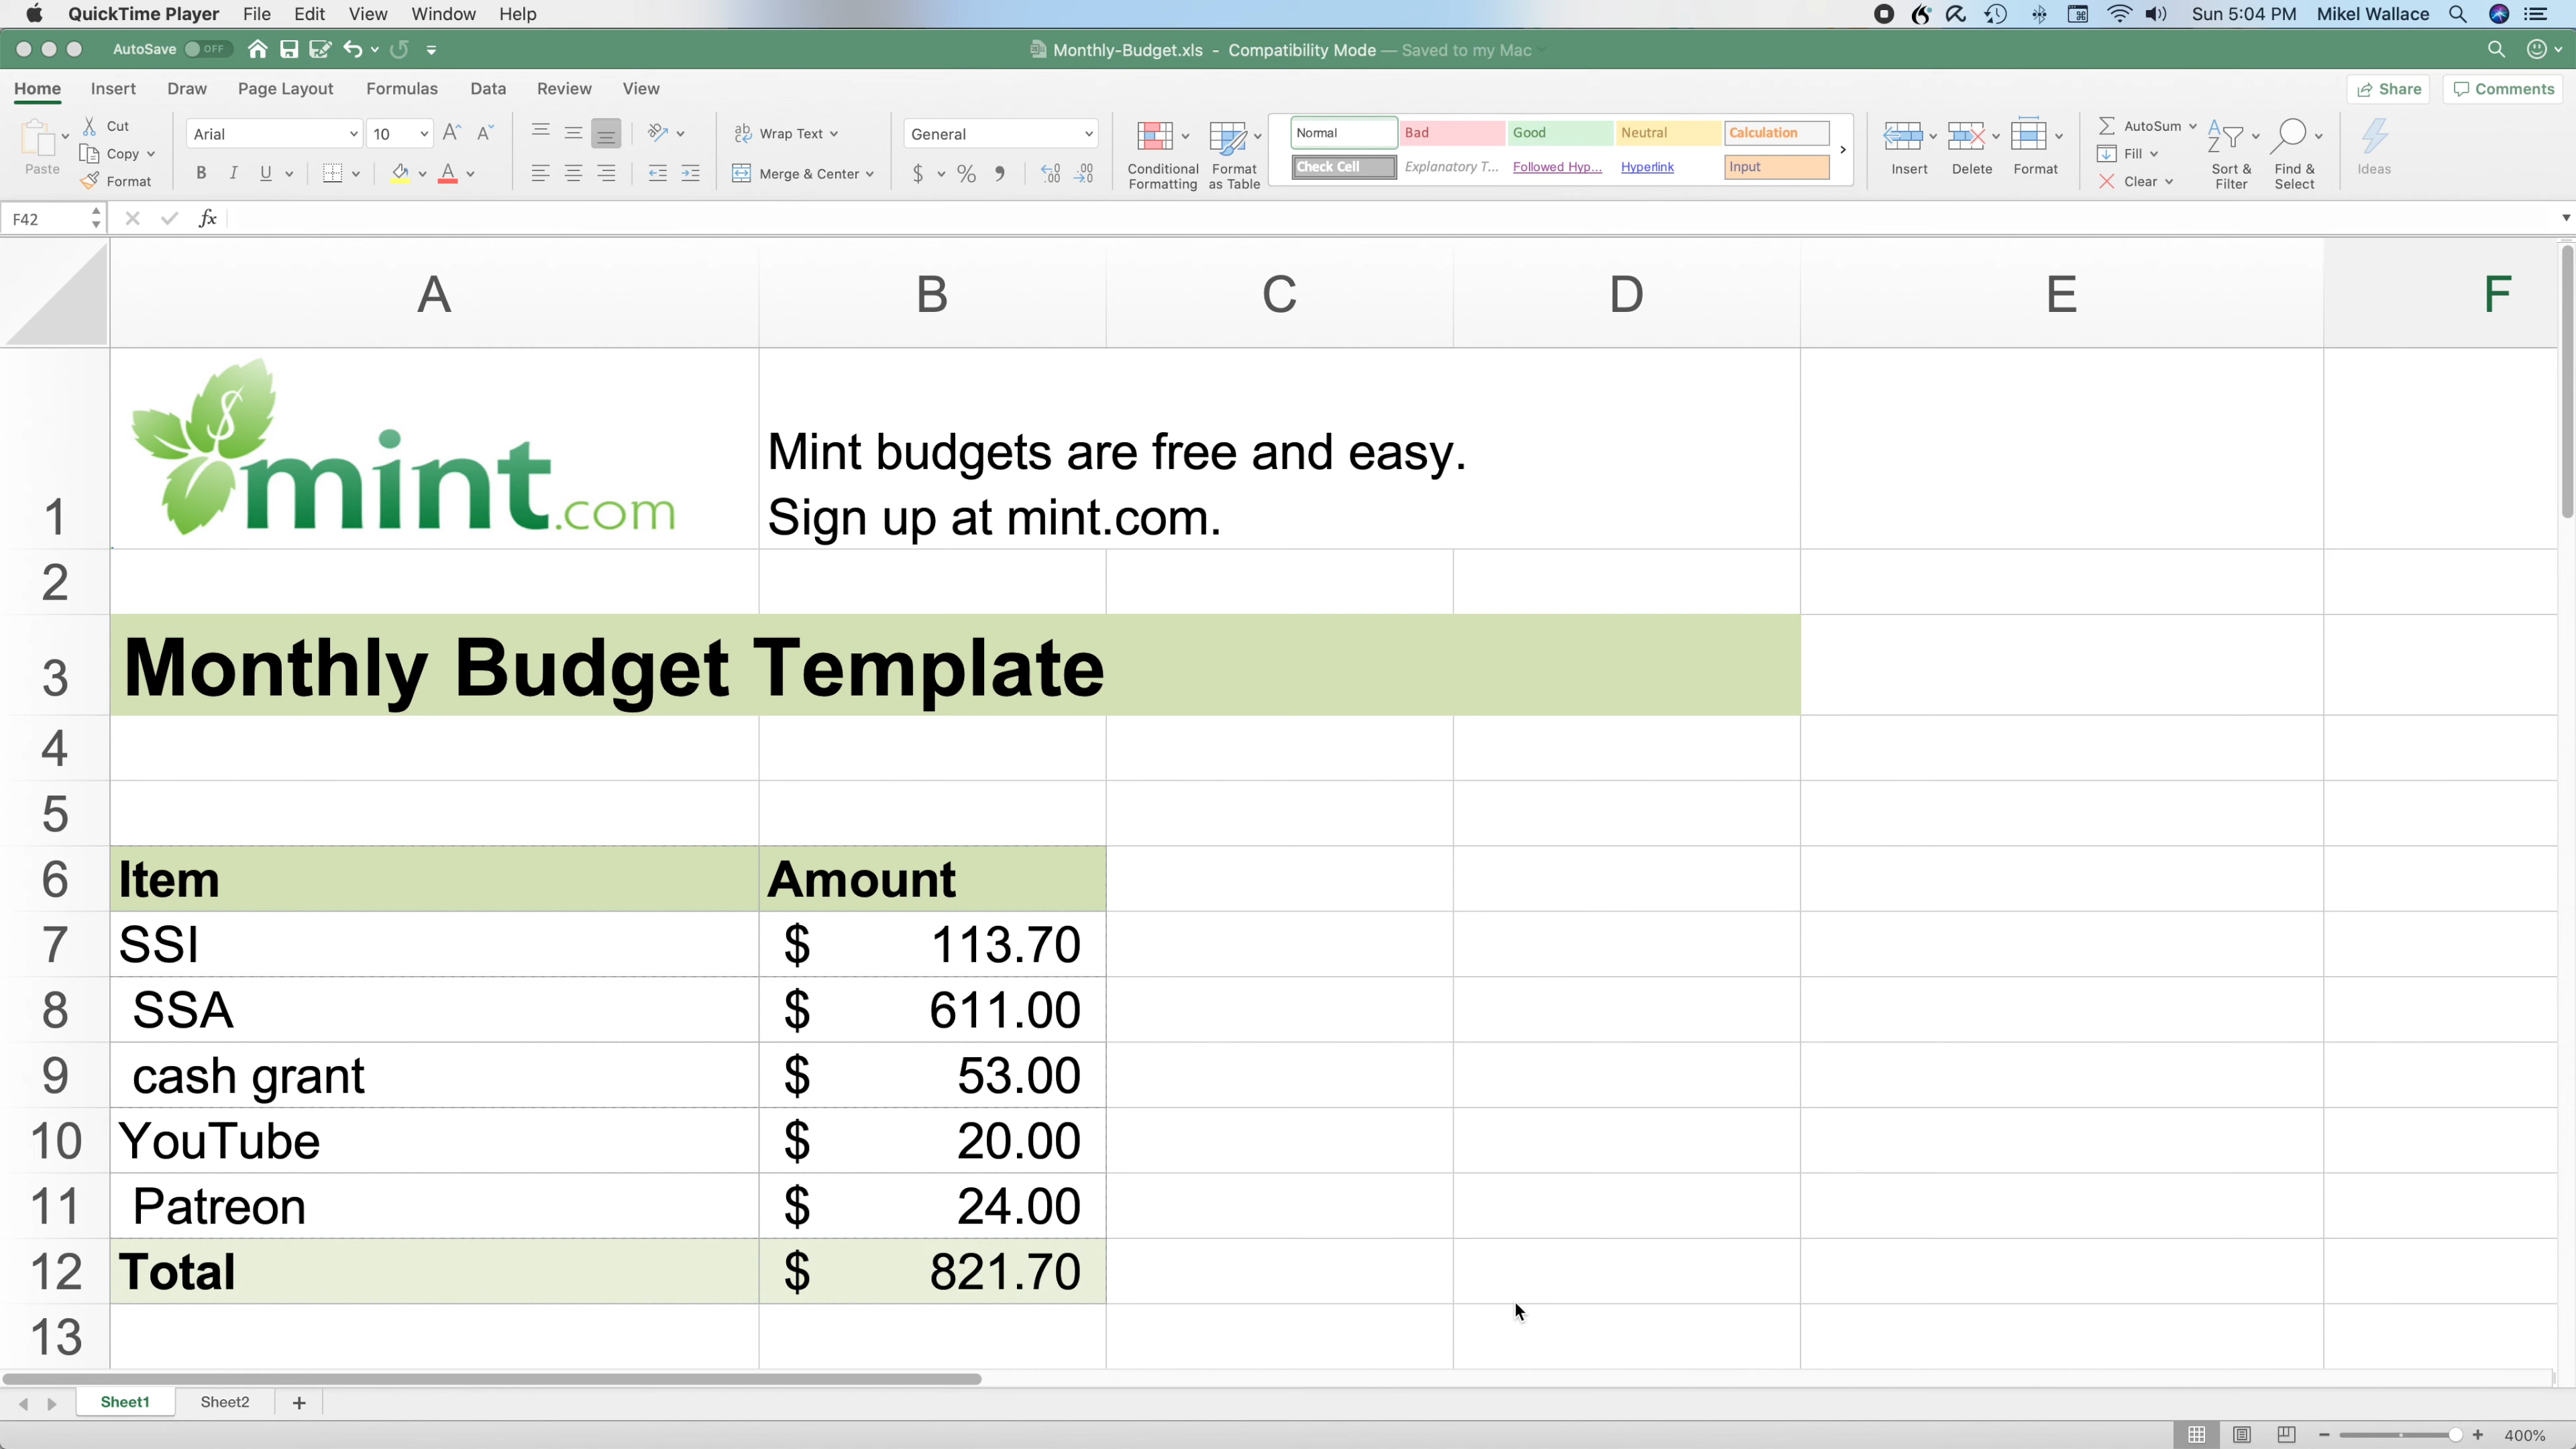 QuickTime Player File Edit View Window Help Sun 5:04 PM Mikel Wallace
AutoSave OFF Monthly-Budget.xls - Compatibility Mode — Saved to my Mac
Home Insert Draw Page Layout Formulas Data Review View Share Comments
Paste Cut Copy Format
Arial 10
B I U
Wrap Text
Merge & Center
General
$ % 
Conditional Formatting
Format as Table
Normal Bad Good Neutral Calculation
Check Cell Explanatory T... Followed Hyp... Hyperlink Input
Insert Delete Format
AutoSum
Fill
Clear
Sort & Filter
Find & Select
Ideas
F42 fx
A B C D E F
1 mint.com Mint budgets are free and easy.
Sign up at mint.com.
2
3 Monthly Budget Template
4
5
6 Item Amount
7 SSI $ 113.70
8 SSA $ 611.00
9 cash grant $ 53.00
10 YouTube $ 20.00
11 Patreon $ 24.00
12 Total $ 821.70
13
Sheet1 Sheet2 +
400%